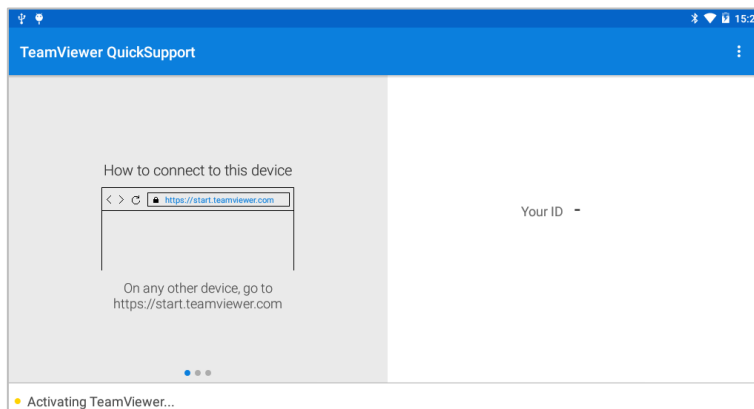 15:2
TeamViewer QuickSupport
How to connect to this device
https://start.teamviewer.com
On any other device, go to
https://start.teamviewer.com
Your ID -
Activating TeamViewer...